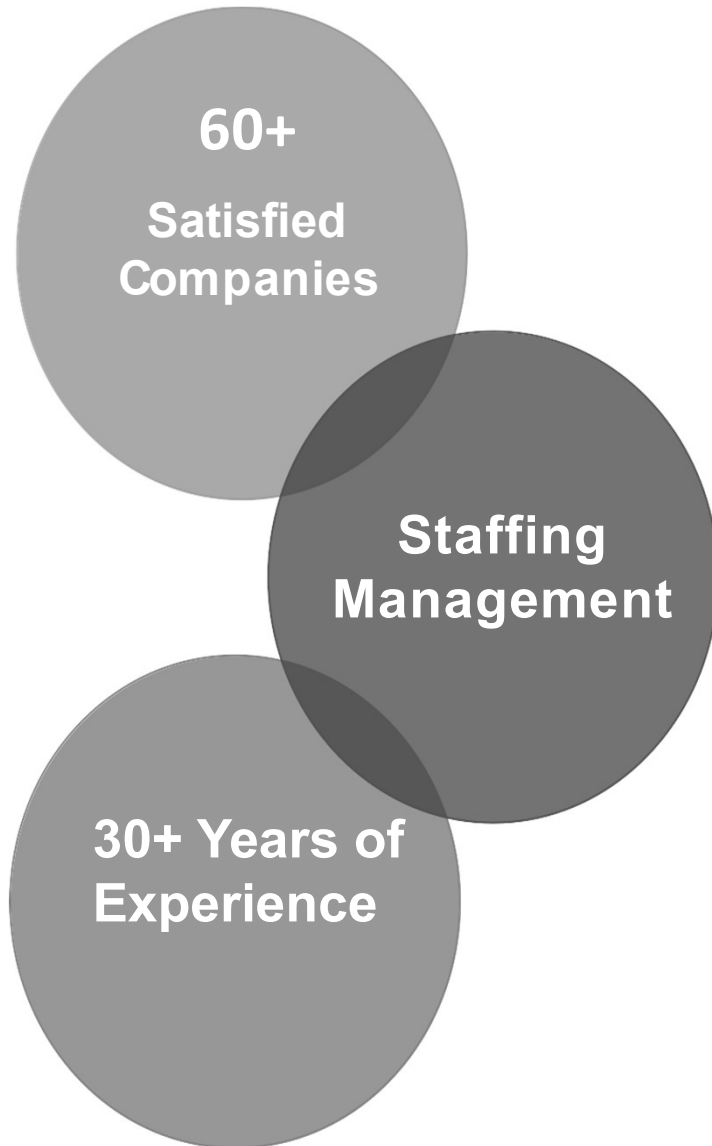 60+
Satisfied
Companies
Staffing
Management
30+ Years of
Experience